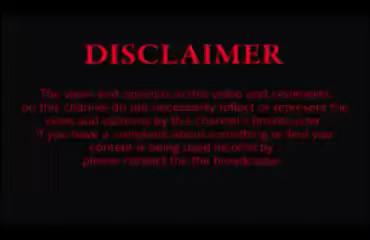 DISCLAIMER
The views and opinions in this video and comments
on this channel do not necessarily reflect or represent the
views and opinions by this channel's broadcaster
If you have a complaint about something or find your
content is being used incorrectly
please contact the the broadcaster